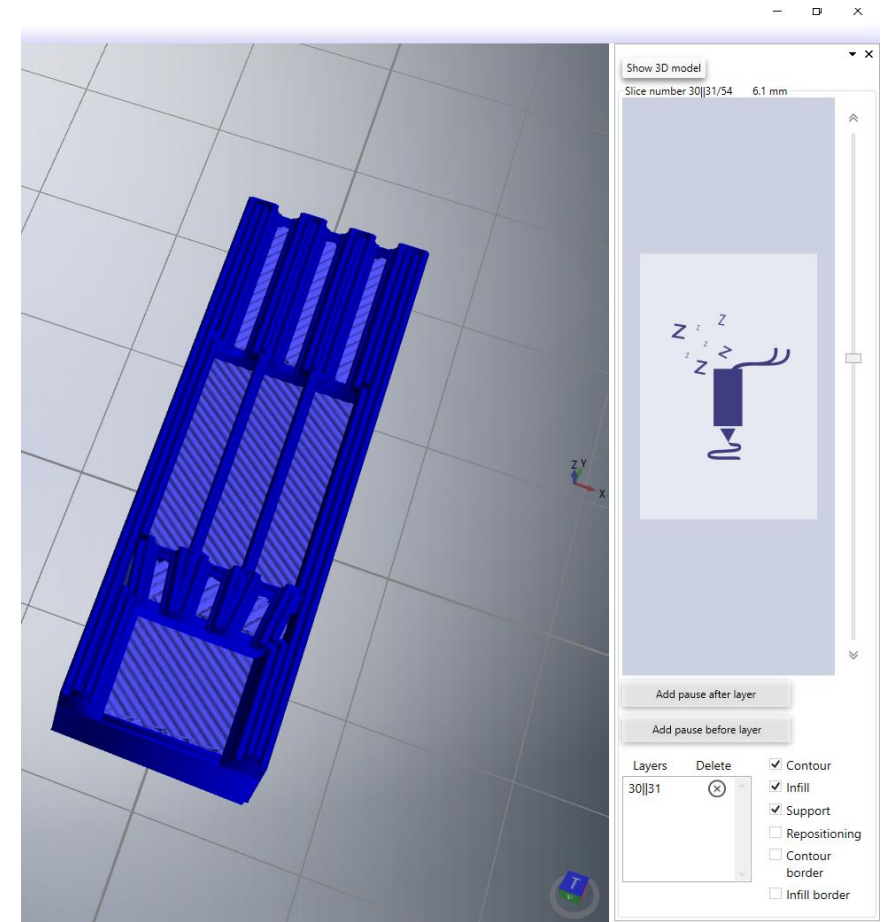 Show 3D model
Slice number 30||31/54 6.1 mm
Z z Z
z Z
z Z
Z Y
X
Add pause after layer
Add pause before layer
Layers Delete
30||31
Contour
Infill
Support
Repositioning
Contour
border
Infill border
T